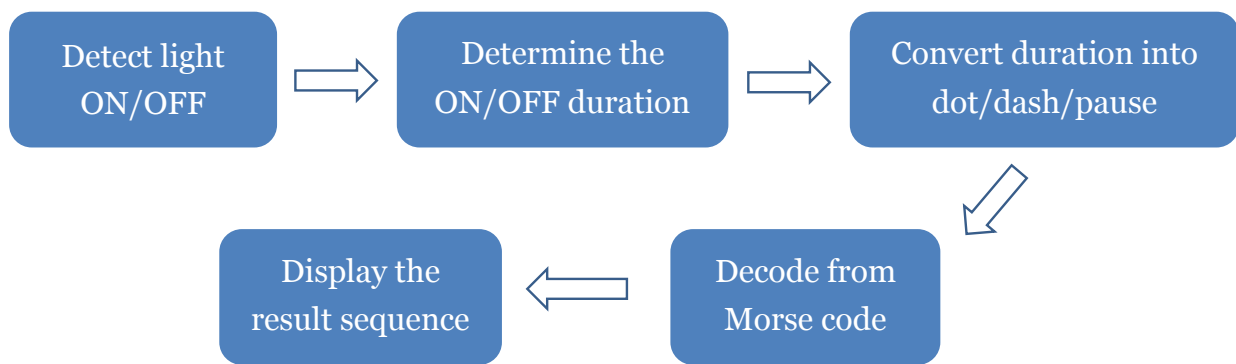 Detect light
ON/OFF
Determine the
ON/OFF duration
Convert duration into
dot/dash/pause
Decode from
Morse code
Display the
result sequence